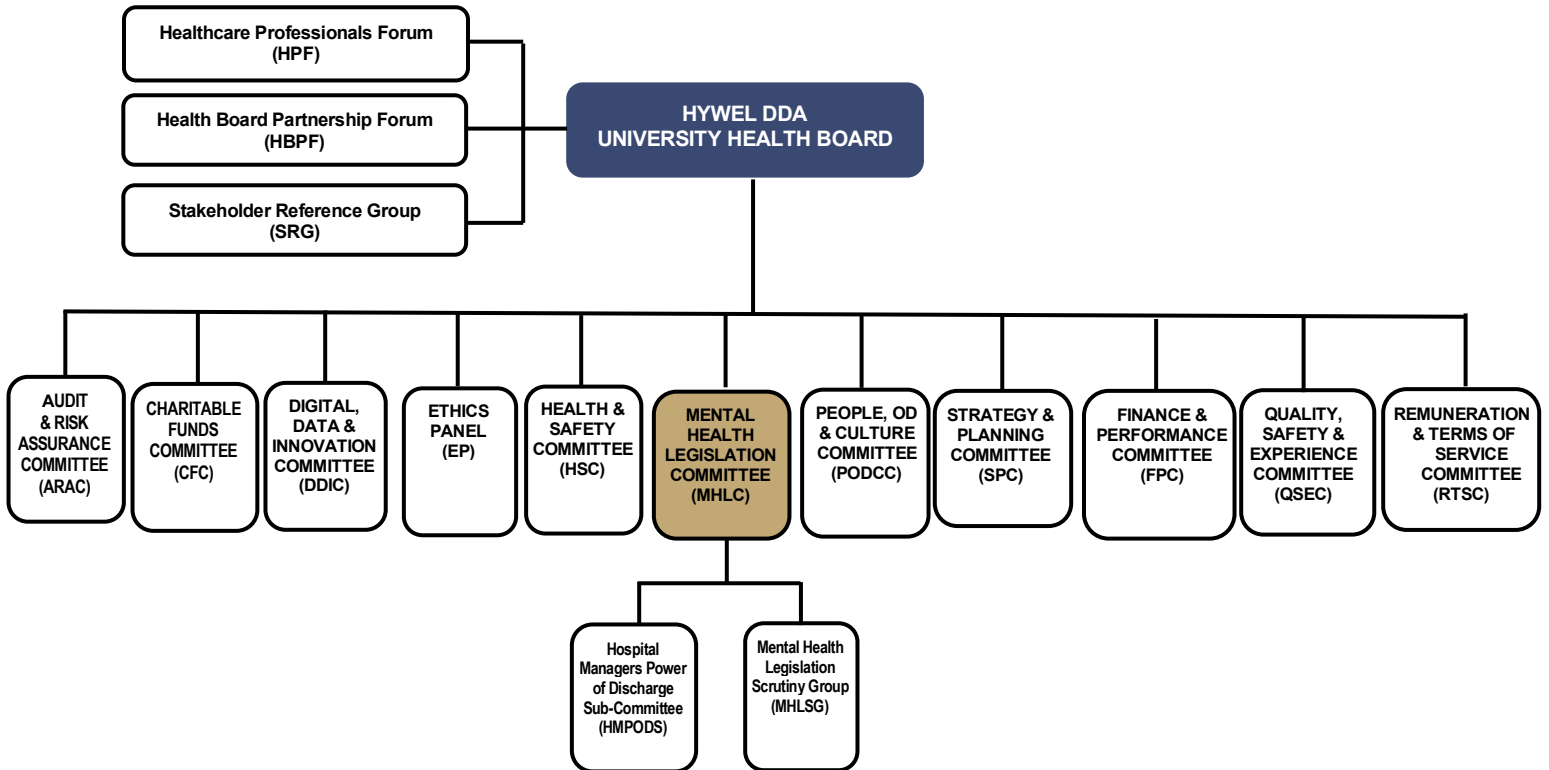 Healthcare Professionals Forum
(HPF)
Health Board Partnership Forum
(HBPF)
Stakeholder Reference Group
(SRG)
HYWEL DDA
UNIVERSITY HEALTH BOARD
AUDIT
& RISK
ASSURANCE
COMMITTEE
(ARAC)
CHARITABLE
FUNDS
COMMITTEE
(CFC)
DIGITAL,
DATA &
INNOVATION
COMMITTEE
(DDIC)
ETHICS
PANEL
(EP)
HEALTH &
SAFETY
COMMITTEE
(HSC)
MENTAL
HEALTH
LEGISLATION
COMMITTEE
(MHLC)
PEOPLE, OD
& CULTURE
COMMITTEE
(PODCC)
STRATEGY &
PLANNING
COMMITTEE
(SPC)
FINANCE &
PERFORMANCE
COMMITTEE
(FPC)
QUALITY,
SAFETY &
EXPERIENCE
COMMITTEE
(QSEC)
REMUNERATION
& TERMS OF
SERVICE
COMMITTEE
(RTSC)
Hospital
Managers Power
of Discharge
Sub-Committee
(HMPODS)
Mental Health
Legislation
Scrutiny Group
(MHLSG)